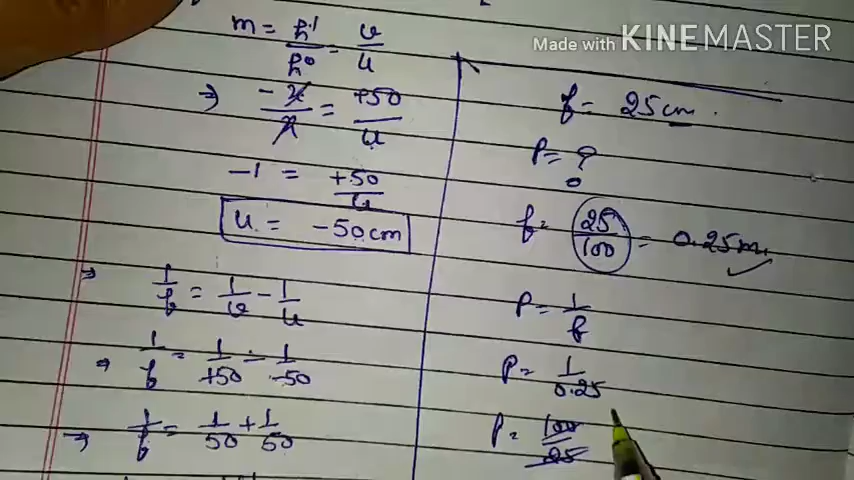 Made with KINEMASTER
m = h'/h° = v/u
⇒ -x/x = +50/u
-1 = +50/u
u = -50cm
⇒ 1/f = 1/v - 1/u
⇒ 1/f = 1/+50 - 1/-50
⇒ 1/f = 1/50 + 1/50
f = 25cm.
P = ?
f = 25/100 = 0.25m.
P = 1/f
P = 1/0.25
P = 100/25